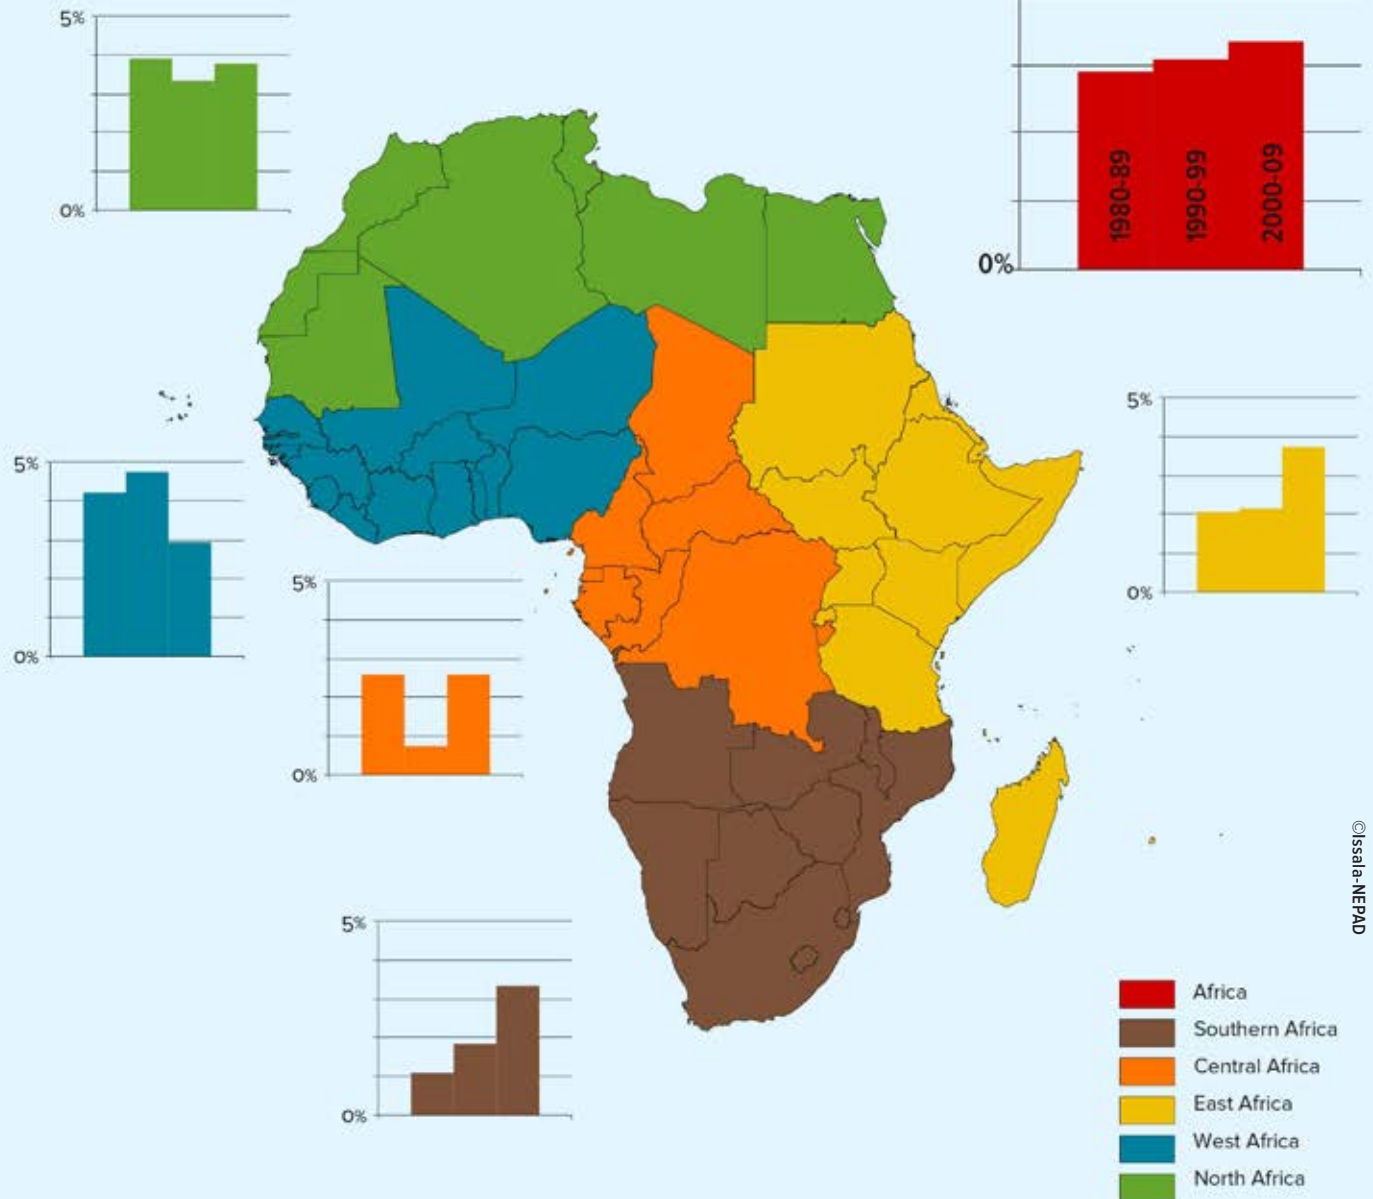 5%
0%
1980-89
1990-99
2000-09
0%
5%
0%
5%
0%
5%
0%
5%
0%
©Issala-NEPAD
Africa
Southern Africa
Central Africa
East Africa
West Africa
North Africa